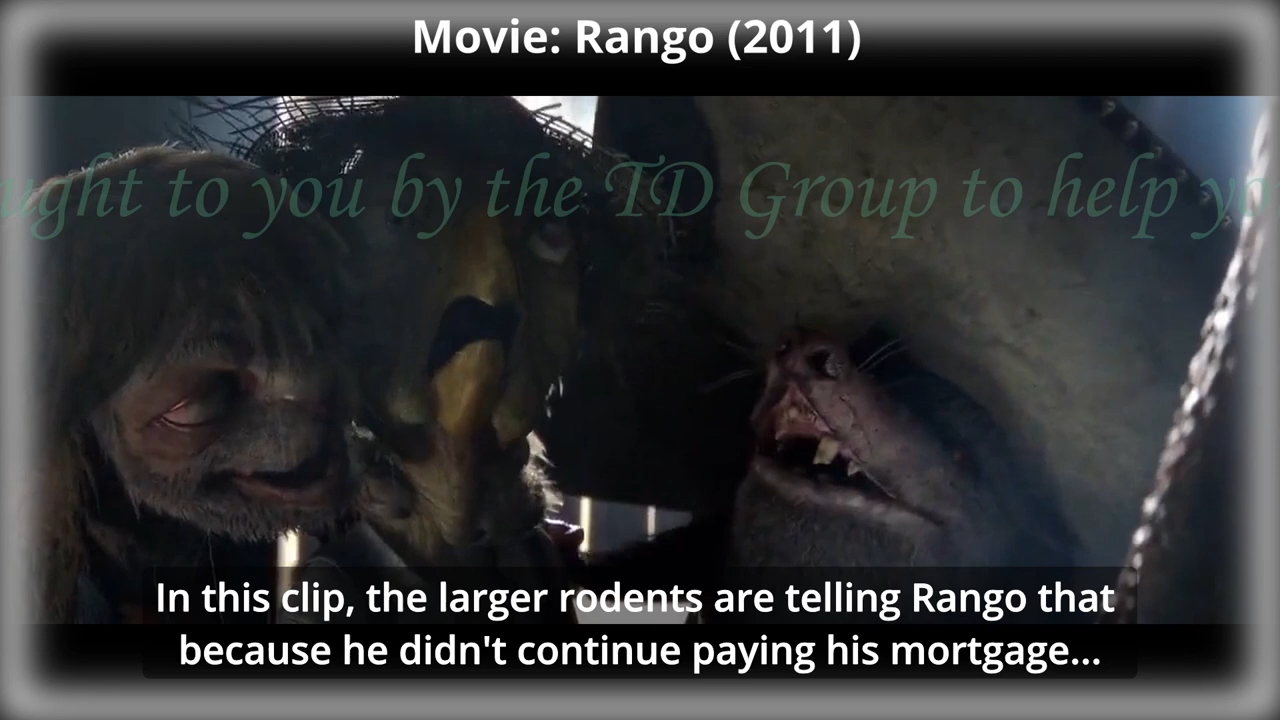 Movie: Rango (2011)
ught to you by the TD Group to help yo
In this clip, the larger rodents are telling Rango that
because he didn't continue paying his mortgage...